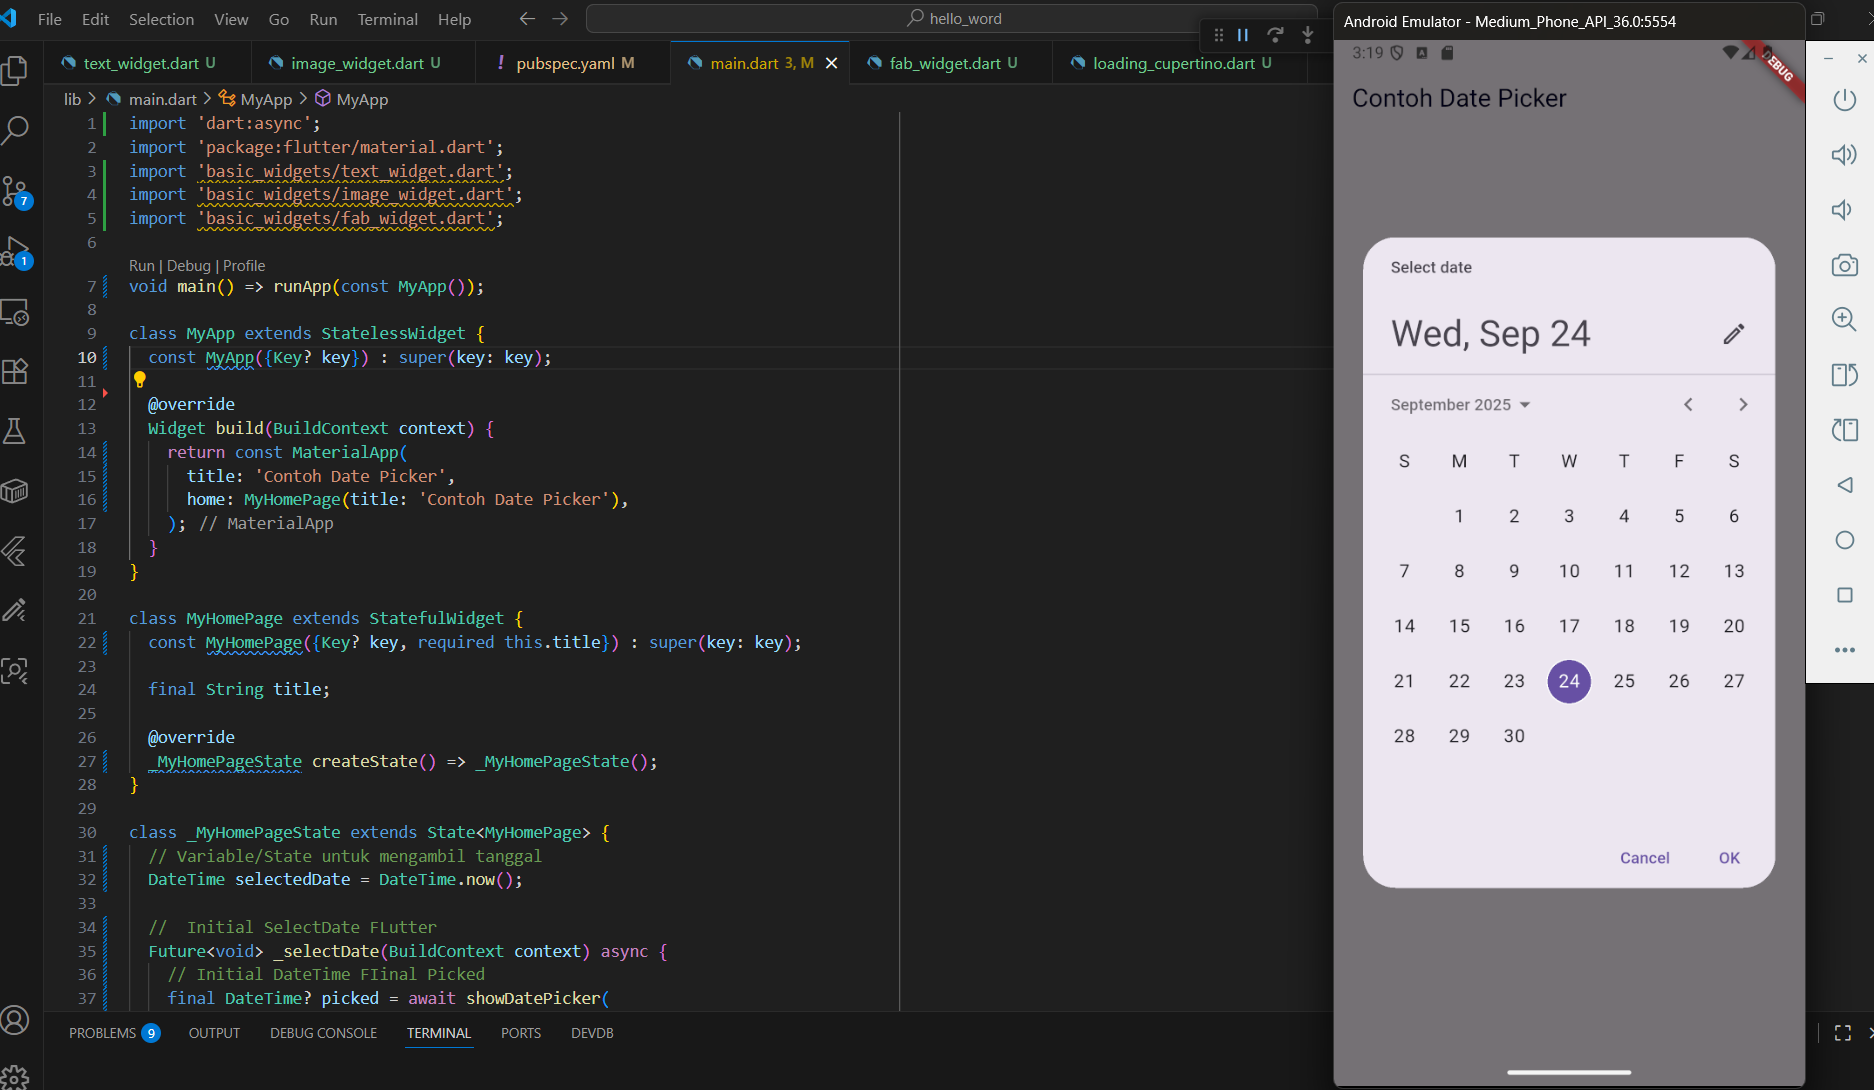 File Edit Selection View Go Run Terminal Help
hello_word
text_widget.dart U
image_widget.dart U
! pubspec.yaml M
main.dart 3, M
fab_widget.dart U
loading_cupertino.dart U
lib > main.dart > MyApp > MyApp
1 import 'dart:async';
2 import 'package:flutter/material.dart';
3 import 'basic_widgets/text_widget.dart';
4 import 'basic_widgets/image_widget.dart';
5 import 'basic_widgets/fab_widget.dart';
6
Run | Debug | Profile
7 void main() => runApp(const MyApp());
8
9 class MyApp extends StatelessWidget {
10 const MyApp({Key? key}) : super(key: key);
11
12 @override
13 Widget build(BuildContext context) {
14 return const MaterialApp(
15 title: 'Contoh Date Picker',
16 home: MyHomePage(title: 'Contoh Date Picker'),
17 ); // MaterialApp
18 }
19 }
20
21 class MyHomePage extends StatefulWidget {
22 const MyHomePage({Key? key, required this.title}) : super(key: key);
23
24 final String title;
25
26 @override
27 _MyHomePageState createState() => _MyHomePageState();
28 }
29
30 class _MyHomePageState extends State<MyHomePage> {
31 // Variable/State untuk mengambil tanggal
32 DateTime selectedDate = DateTime.now();
33
34 //  Initial SelectDate FLutter
35 Future<void> _selectDate(BuildContext context) async {
36 // Initial DateTime FIinal Picked
37 final DateTime? picked = await showDatePicker(
7
1
PROBLEMS 9 OUTPUT DEBUG CONSOLE TERMINAL PORTS DEVDB
Android Emulator - Medium_Phone_API_36.0:5554
3:19
DEBUG
Contoh Date Picker
Select date
Wed, Sep 24
September 2025
S M T W T F S
1 2 3 4 5 6
7 8 9 10 11 12 13
14 15 16 17 18 19 20
21 22 23 24 25 26 27
28 29 30
Cancel OK